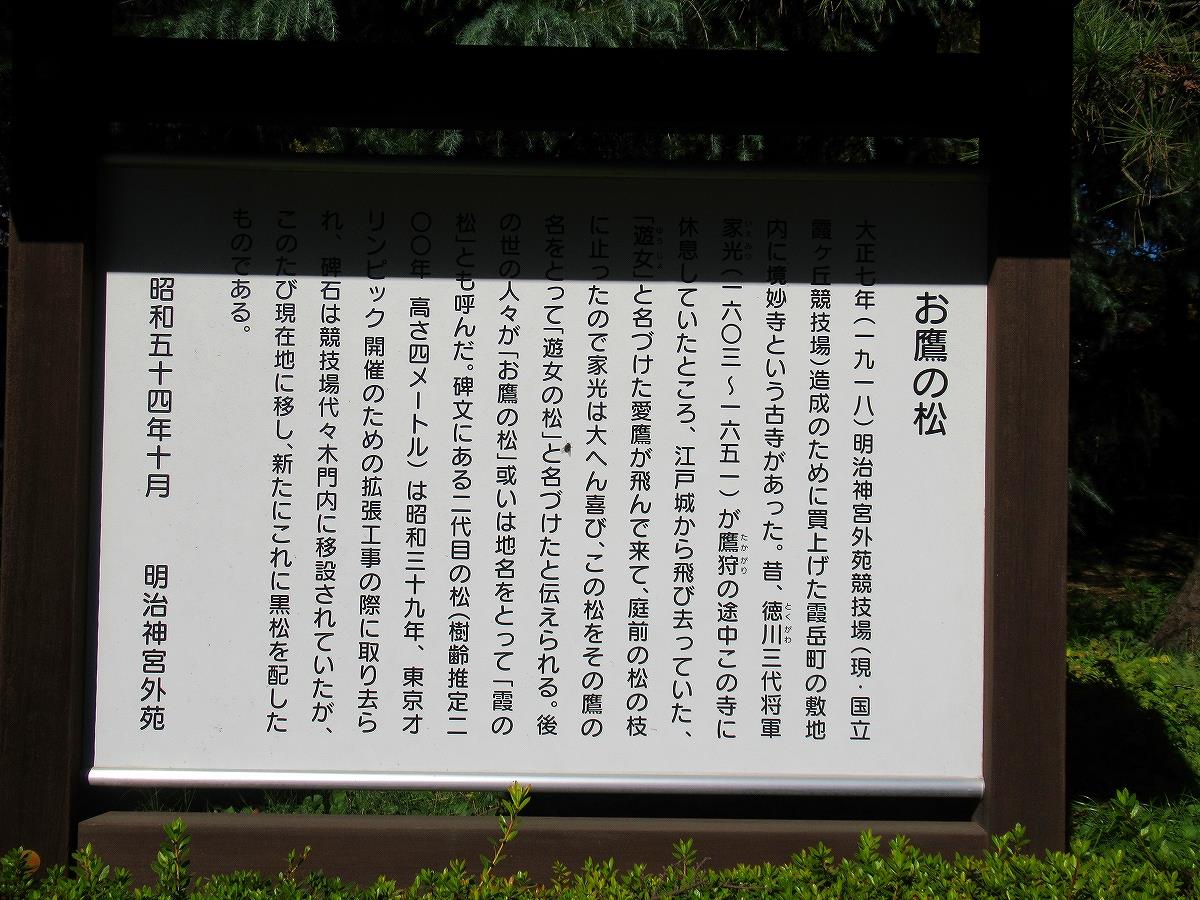 お鷹の松
大正七年（一九一八）明治神宮外苑競技場（現・国立
霞ヶ丘競技場）造成のために買上げた霞岳町の敷地
内に境妙寺という古寺があった。昔、徳川三代将軍
とくがわ
家光（一六〇三～一六五一）が鷹狩の途中この寺に
いえみつ
たかがり
休息していたところ、江戸城から飛び去っていた、
「遊女」と名づけた愛鷹が飛んで来て、庭前の松の枝
ゆうじょ
に止ったので家光は大へん喜び、この松をその鷹の
名をとって「遊女の松」と名づけたと伝えられる。後
の世の人々が「お鷹の松」或いは地名をとって「霞の
松」とも呼んだ。碑文にある二代目の松（樹齢推定二
〇〇年　高さ四メートル）は昭和三十九年、東京オ
リンピック開催のための拡張工事の際に取り去ら
れ、碑石は競技場代々木門内に移設されていたが、
このたび現在地に移し、新たにこれに黒松を配した
ものである。
昭和五十四年十月　明治神宮外苑